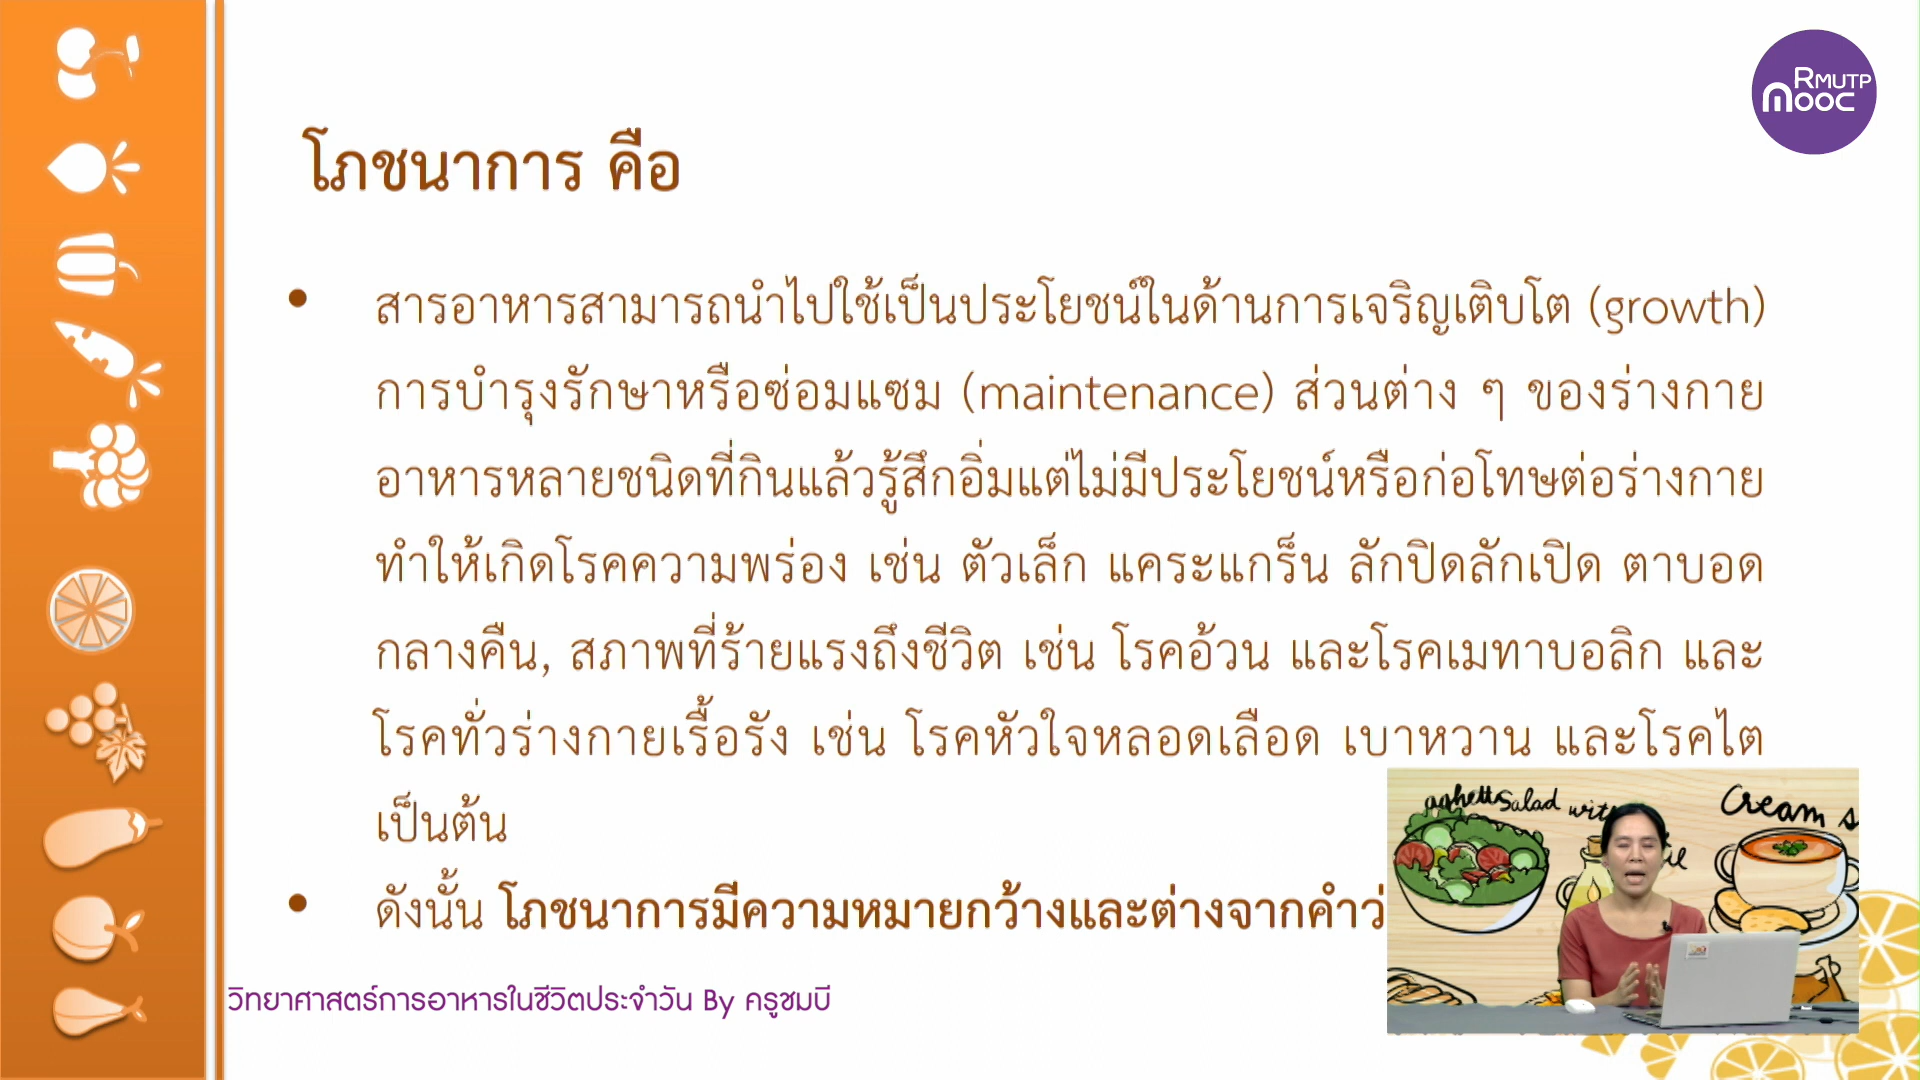 RMUTP
MOOC
โภชนาการ คือ
• สารอาหารสามารถนำไปใช้เป็นประโยชน์ในด้านการเจริญเติบโต (growth)
การบำรุงรักษาหรือซ่อมแซม (maintenance) ส่วนต่าง ๆ ของร่างกาย
อาหารหลายชนิดที่กินแล้วรู้สึกอิ่มแต่ไม่มีประโยชน์หรือก่อโทษต่อร่างกาย
ทำให้เกิดโรคความพร่อง เช่น ตัวเล็ก แคระแกร็น ลักปิดลักเปิด ตาบอด
กลางคืน, สภาพที่ร้ายแรงถึงชีวิต เช่น โรคอ้วน และโรคเมทาบอลิก และ
โรคทั่วร่างกายเรื้อรัง เช่น โรคหัวใจหลอดเลือด เบาหวาน และโรคไต
เป็นต้น
• ดังนั้น โภชนาการมีความหมายกว้างและต่างจากคำว่
Salad
Cream s
วิทยาศาสตร์การอาหารในชีวิตประจำวัน By ครูชมบี